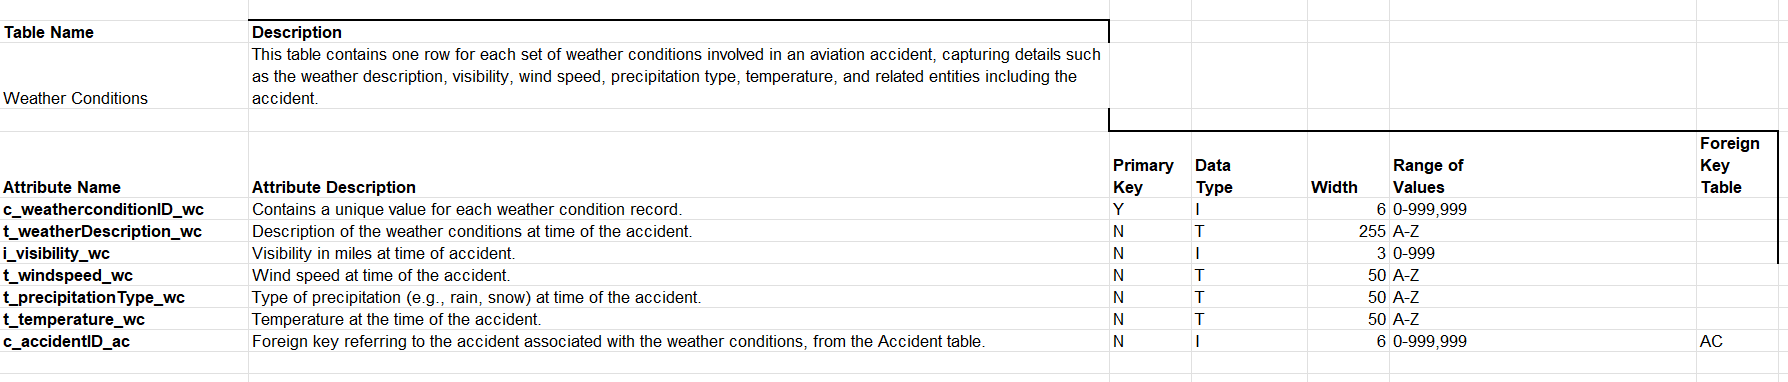 Table Name Description
This table contains one row for each set of weather conditions involved in an aviation accident, capturing details such
as the weather description, visibility, wind speed, precipitation type, temperature, and related entities including the
Weather Conditions accident.
Foreign
Primary Data Range of Key
Attribute Name Attribute Description Key Type Width Values Table
c_weatherconditionID_wc Contains a unique value for each weather condition record. Y I 6 0-999,999
t_weatherDescription_wc Description of the weather conditions at time of the accident. N T 255 A-Z
i_visibility_wc Visibility in miles at time of accident. N I 3 0-999
t_windspeed_wc Wind speed at time of the accident. N T 50 A-Z
t_precipitationType_wc Type of precipitation (e.g., rain, snow) at time of the accident. N T 50 A-Z
t_temperature_wc Temperature at the time of the accident. N T 50 A-Z
c_accidentID_ac Foreign key referring to the accident associated with the weather conditions, from the Accident table. N I 6 0-999,999 AC